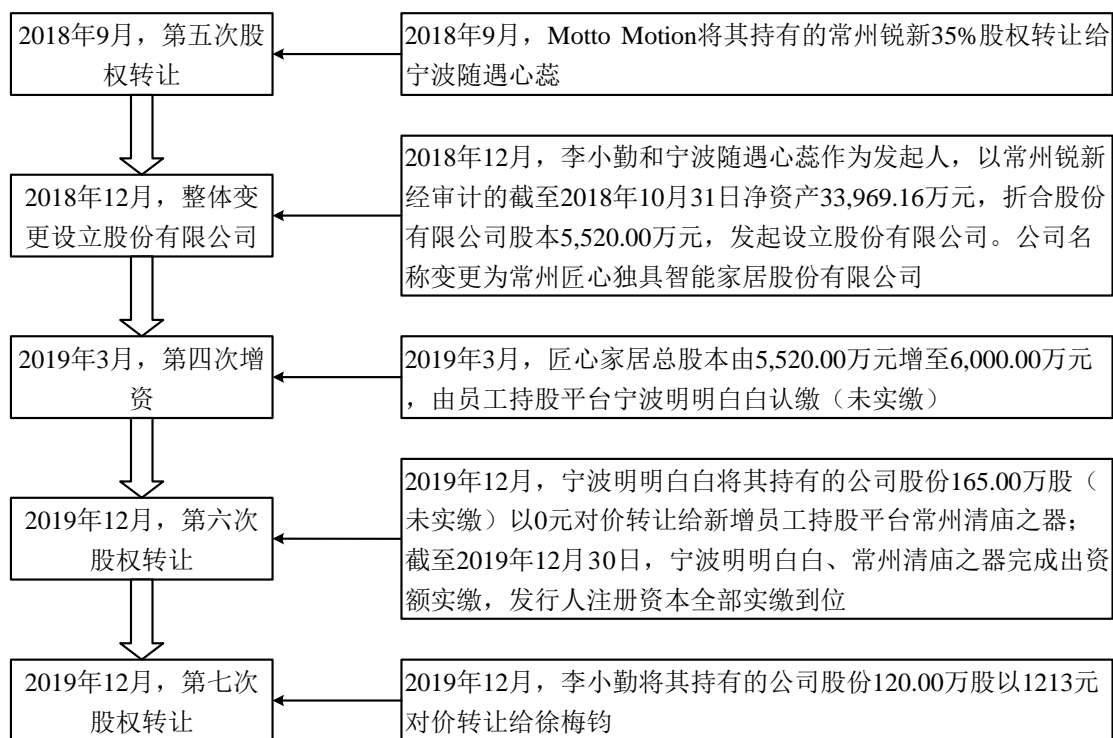 2018年9月，第五次股
权转让
2018年9月，Motto Motion将其持有的常州锐新35%股权转让给
宁波随遇心蕊
2018年12月，整体变
更设立股份有限公司
2018年12月，李小勤和宁波随遇心蕊作为发起人，以常州锐新
经审计的截至2018年10月31日净资产33,969.16万元，折合股份
有限公司股本5,520.00万元，发起设立股份有限公司。公司名
称变更为常州匠心独具智能家居股份有限公司
2019年3月，第四次增
资
2019年3月，匠心家居总股本由5,520.00万元增至6,000.00万元
，由员工持股平台宁波明明白白认缴（未实缴）
2019年12月，第六次
股权转让
2019年12月，宁波明明白白将其持有的公司股份165.00万股（
未实缴）以0元对价转让给新增员工持股平台常州清庙之器；
截至2019年12月30日，宁波明明白白、常州清庙之器完成出资
额实缴，发行人注册资本全部实缴到位
2019年12月，第七次
股权转让
2019年12月，李小勤将其持有的公司股份120.00万股以1213元
对价转让给徐梅钧